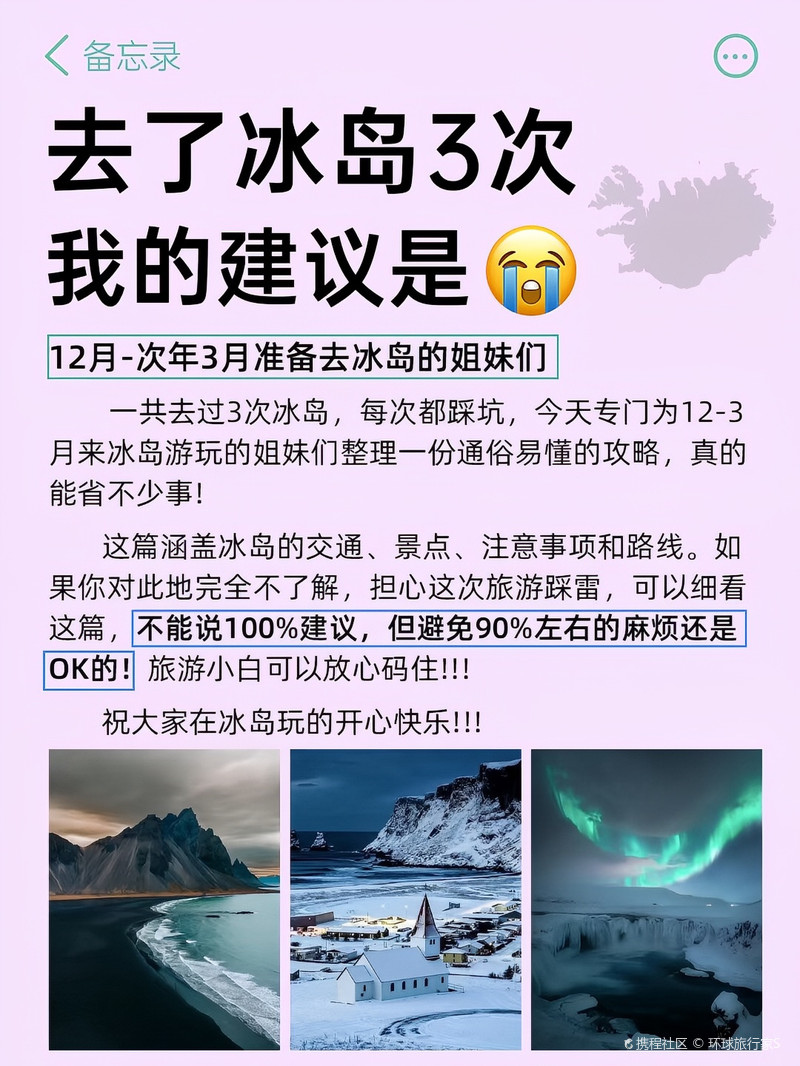 备忘录
去了冰岛3次
我的建议是
12月-次年3月准备去冰岛的姐妹们
一共去过3次冰岛，每次都踩坑，今天专门为12-3
月来冰岛游玩的姐妹们整理一份通俗易懂的攻略，真的
能省不少事！
这篇涵盖冰岛的交通、景点、注意事项和路线。如
果你对此地完全不了解，担心这次旅游踩雷，可以细看
这篇，不能说100%建议，但避免90%左右的麻烦还是
OK的！旅游小白可以放心码住!!!
祝大家在冰岛玩的开心快乐!!!
携程社区 © 环球旅行家S